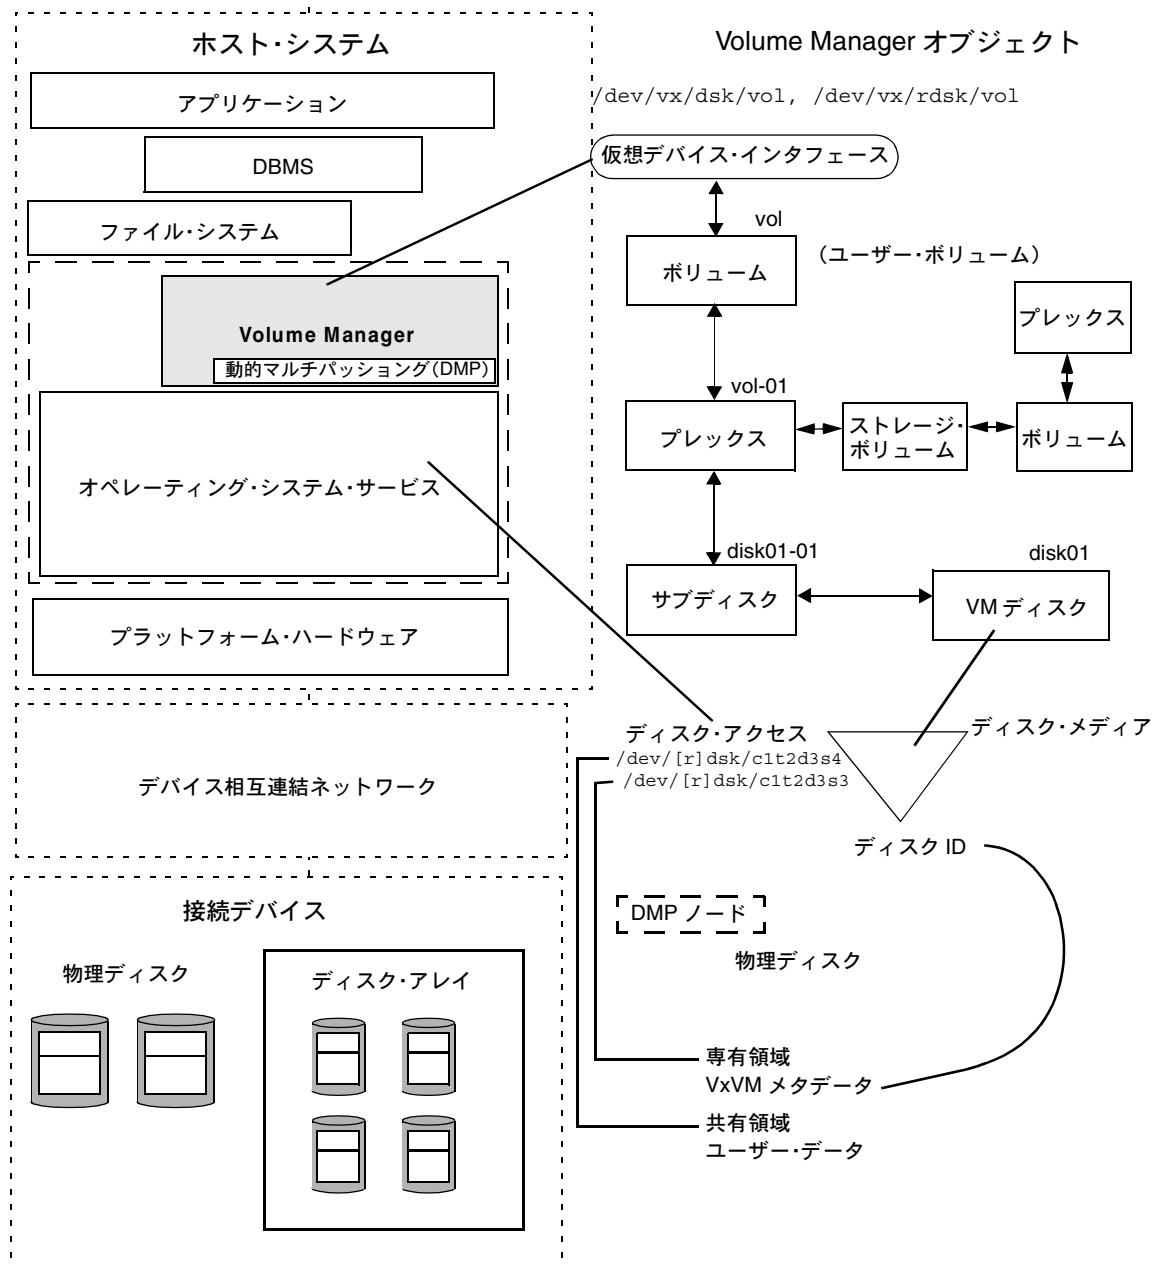 ホスト・システム
アプリケーション
DBMS
ファイル・システム
Volume Manager
動的マルチパッショング(DMP)
オペレーティング・システム・サービス
プラットフォーム・ハードウェア
デバイス相互連結ネットワーク
接続デバイス
物理ディスク
ディスク・アレイ
Volume Manager オブジェクト
/dev/vx/dsk/vol, /dev/vx/rdsk/vol
仮想デバイス・インタフェース
vol
ボリューム
(ユーザー・ボリューム)
プレックス
vol-01
プレックス
ストレージ・
ボリューム
ボリューム
disk01-01
サブディスク
disk01
VM ディスク
ディスク・アクセス
/dev/[r]dsk/c1t2d3s4
/dev/[r]dsk/c1t2d3s3
ディスク・メディア
ディスク ID
DMP ノード
物理ディスク
専有領域
VxVM メタデータ
共有領域
ユーザー・データ